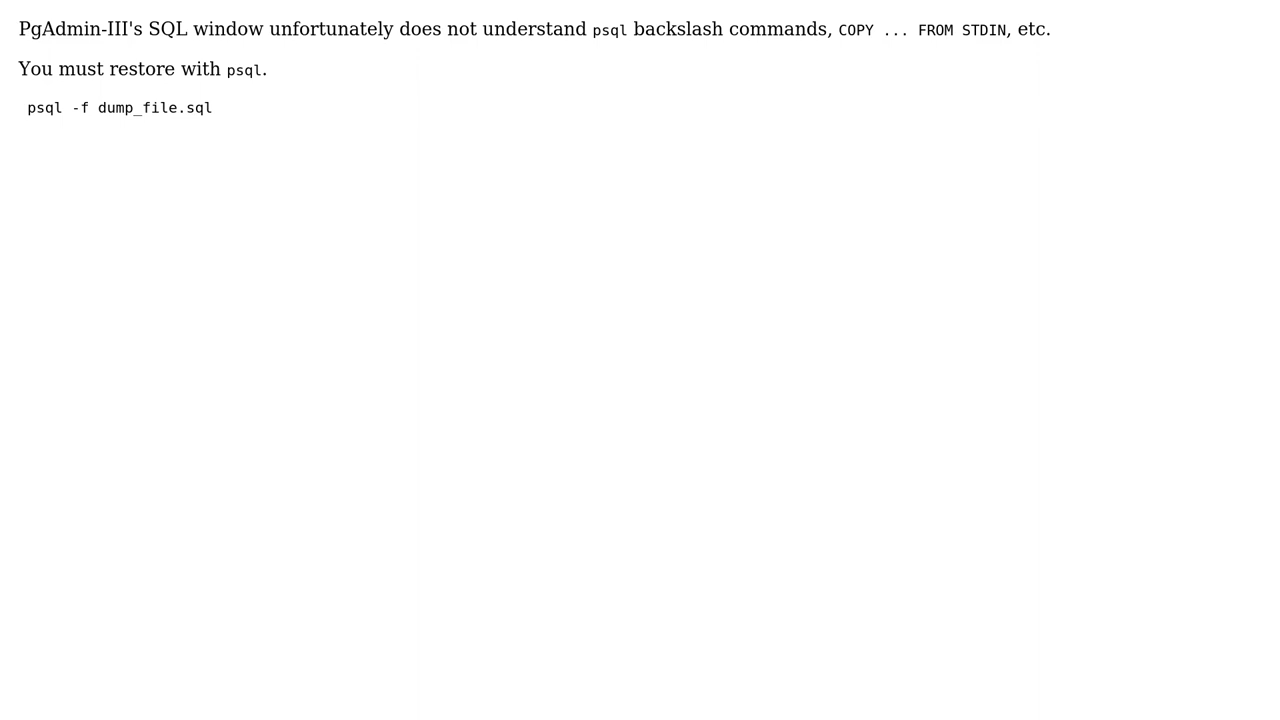 PgAdmin-III's SQL window unfortunately does not understand psql backslash commands, COPY ... FROM STDIN, etc.
You must restore with psql.
psql -f dump_file.sql